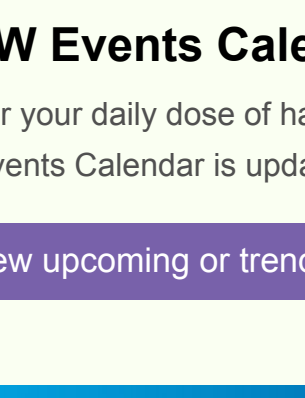 W Events Cale
r your daily dose of ha
vents Calendar is upda
ew upcoming or trend